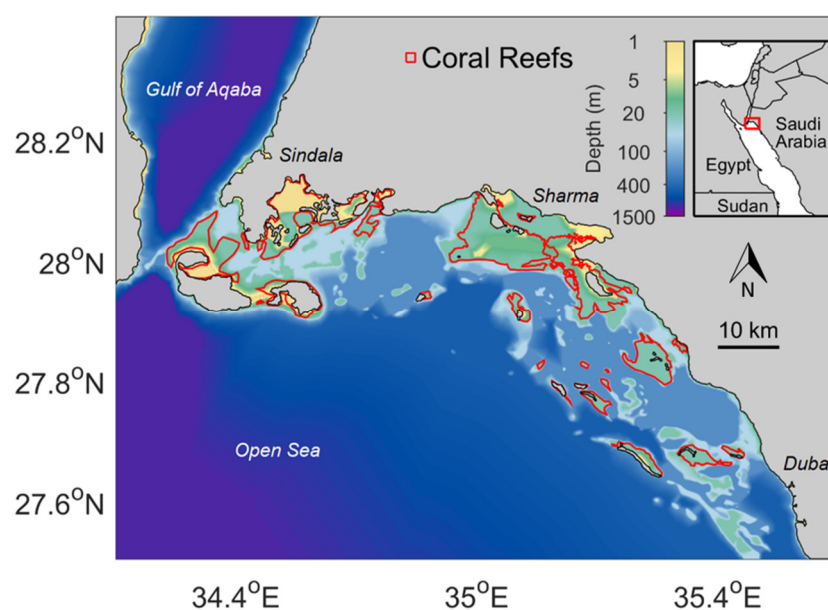 Coral Reefs
Gulf of Aqaba
Sindala
Sharma
Open Sea
Duba
Depth (m)
1
5
20
100
400
1500
Saudi
Arabia
Egypt
Sudan
N
10 km
28.2°N
28°N
27.8°N
27.6°N
34.4°E
35°E
35.4°E